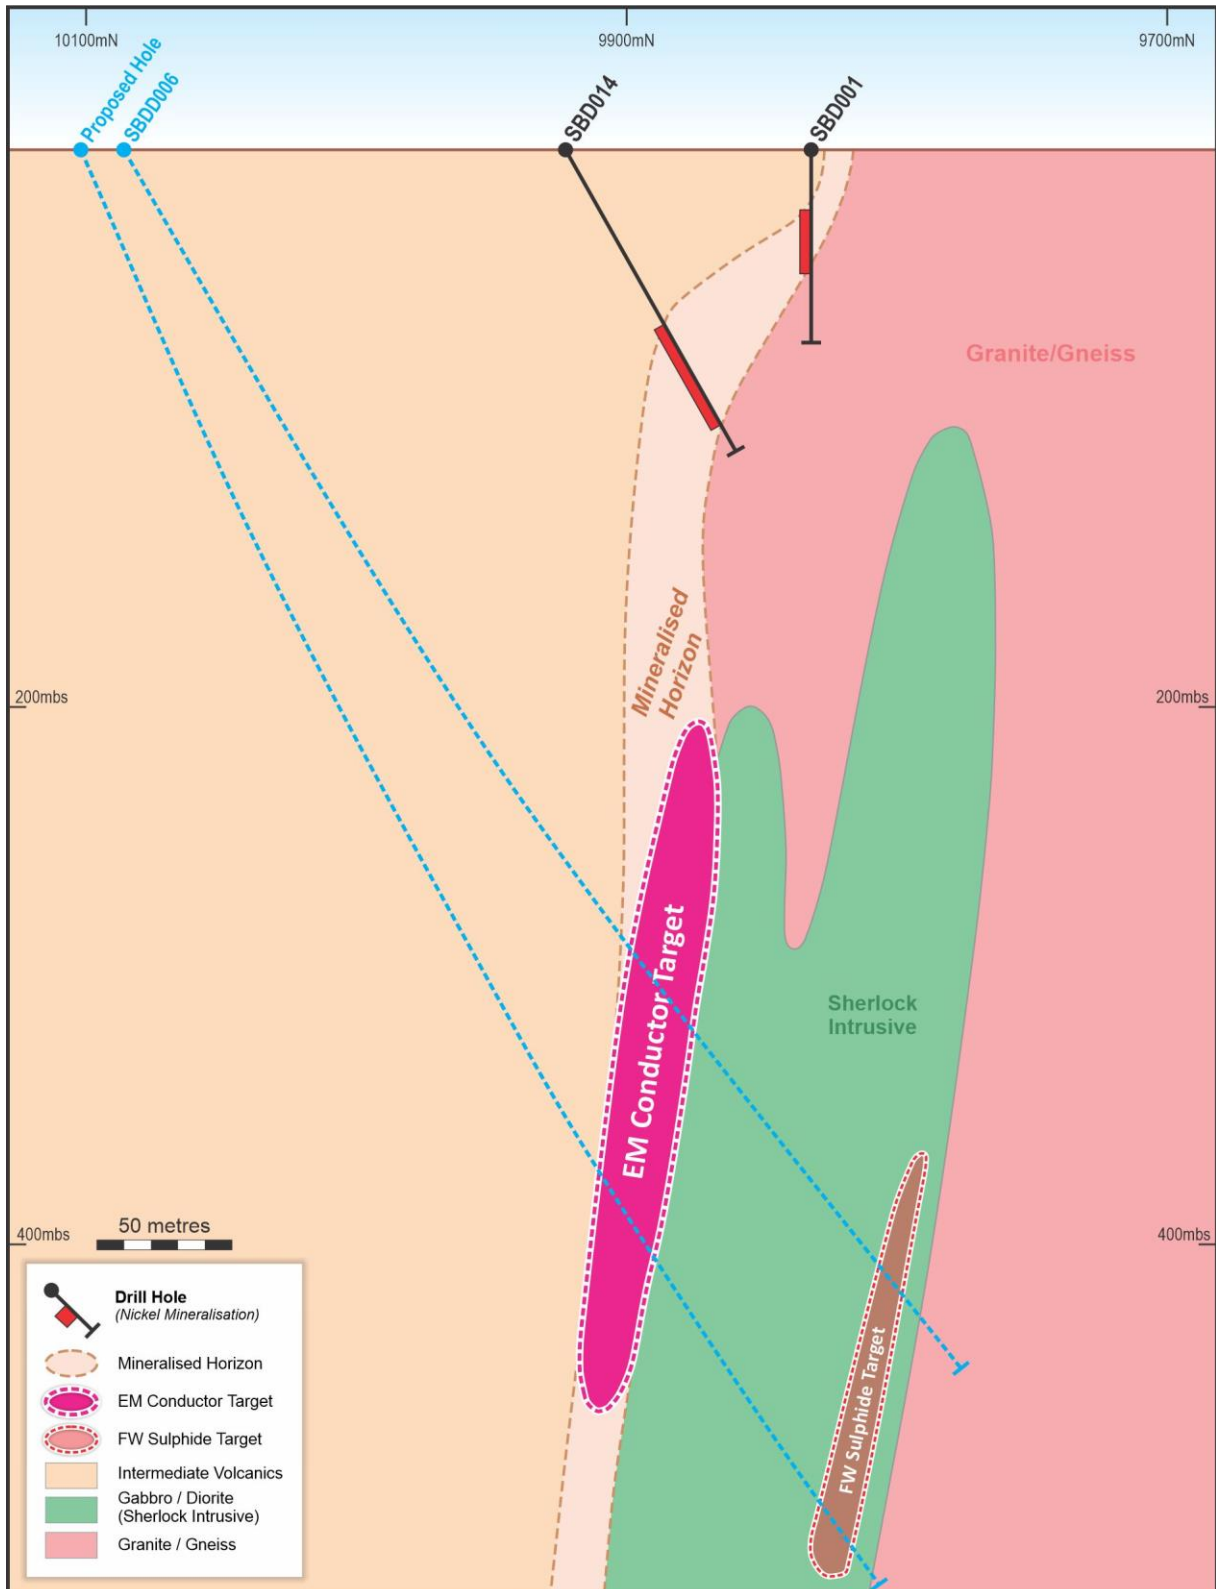 10100mN
9900mN
9700mN
Proposed Hole
SBDD006
SBD014
SBD001
Granite/Gneiss
Mineralised
Horizon
200mbs
200mbs
EM Conductor Target
Sherlock
Intrusive
FW Sulphide Target
400mbs
400mbs
50 metres
Drill Hole
(Nickel Mineralisation)
Mineralised Horizon
EM Conductor Target
FW Sulphide Target
Intermediate Volcanics
Gabbro / Diorite
(Sherlock Intrusive)
Granite / Gneiss